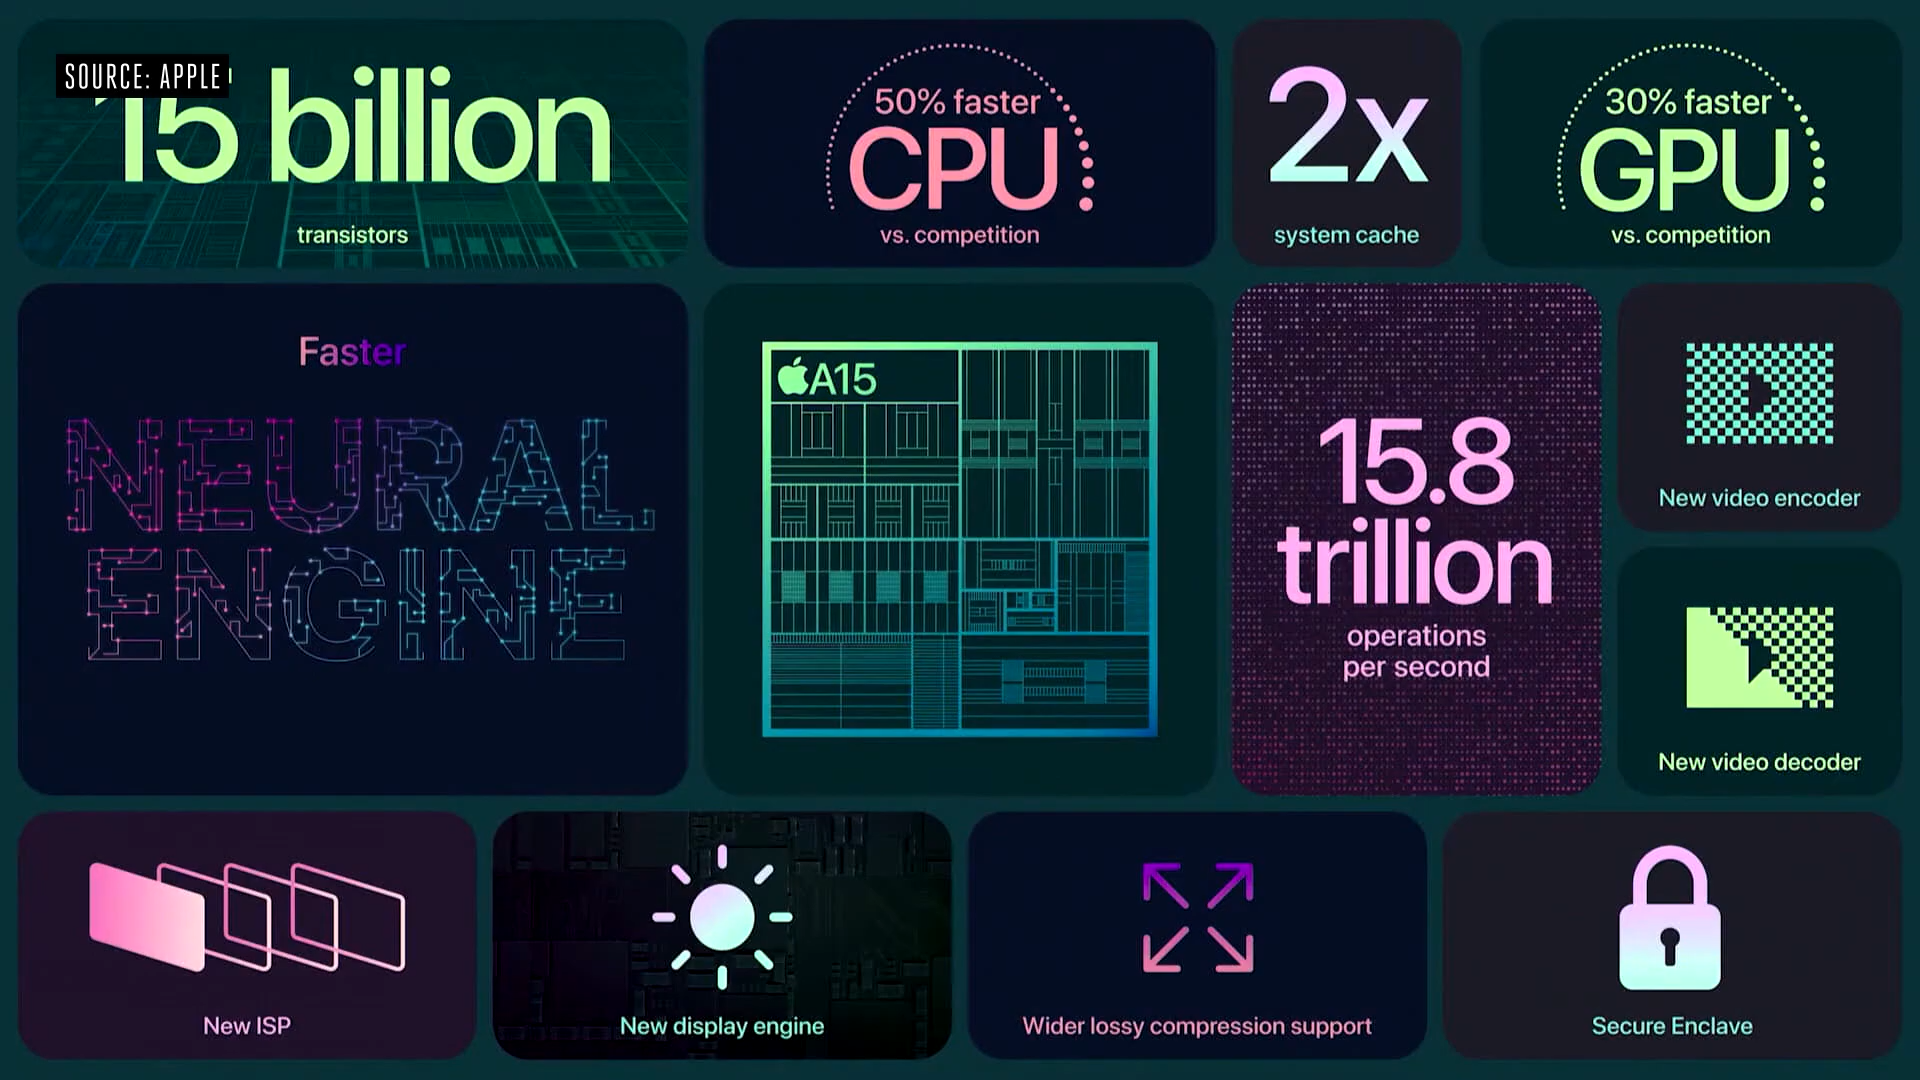 SOURCE: APPLE
15 billion
transistors
50% faster
CPU
vs. competition
2x
system cache
30% faster
GPU
vs. competition
Faster
NEURAL
ENGINE
A15
15.8
trillion
operations
per second
New video encoder
New video decoder
New ISP
New display engine
Wider lossy compression support
Secure Enclave